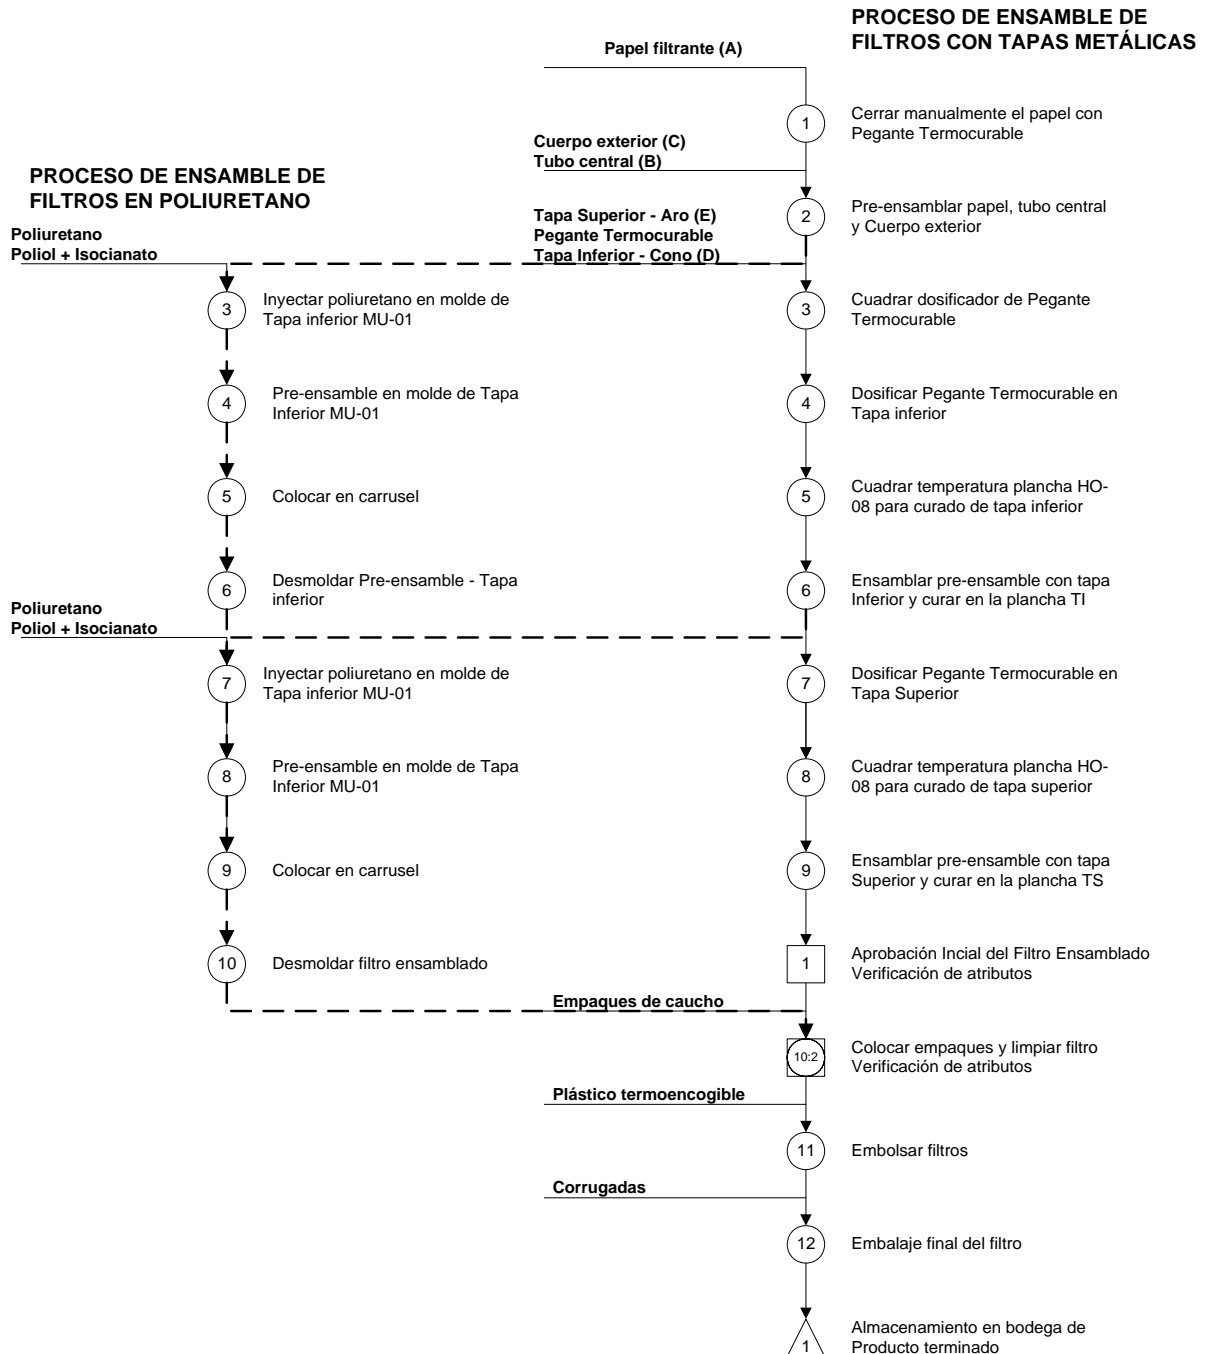 PROCESO DE ENSAMBLE DE
FILTROS CON TAPAS METÁLICAS
Papel filtrante (A)
1
Cerrar manualmente el papel con
Pegante Termocurable
Cuerpo exterior (C)
Tubo central (B)
PROCESO DE ENSAMBLE DE
FILTROS EN POLIURETANO
2
Pre-ensamblar papel, tubo central
y Cuerpo exterior
Tapa Superior - Aro (E)
Pegante Termocurable
Tapa Inferior - Cono (D)
Poliuretano
Poliol + Isocianato
3
Inyectar poliuretano en molde de
Tapa inferior MU-01
3
Cuadrar dosificador de Pegante
Termocurable
4
Pre-ensamble en molde de Tapa
Inferior MU-01
4
Dosificar Pegante Termocurable en
Tapa inferior
5
Colocar en carrusel
5
Cuadrar temperatura plancha HO-
08 para curado de tapa inferior
6
Desmoldar Pre-ensamble - Tapa
inferior
6
Ensamblar pre-ensamble con tapa
Inferior y curar en la plancha TI
Poliuretano
Poliol + Isocianato
7
Inyectar poliuretano en molde de
Tapa inferior MU-01
7
Dosificar Pegante Termocurable en
Tapa Superior
8
Pre-ensamble en molde de Tapa
Inferior MU-01
8
Cuadrar temperatura plancha HO-
08 para curado de tapa superior
9
Colocar en carrusel
9
Ensamblar pre-ensamble con tapa
Superior y curar en la plancha TS
10
Desmoldar filtro ensamblado
1
Aprobación Incial del Filtro Ensamblado
Verificación de atributos
Empaques de caucho
10:2
Colocar empaques y limpiar filtro
Verificación de atributos
Plástico termoencogible
11
Embolsar filtros
Corrugadas
12
Embalaje final del filtro
1
Almacenamiento en bodega de
Producto terminado